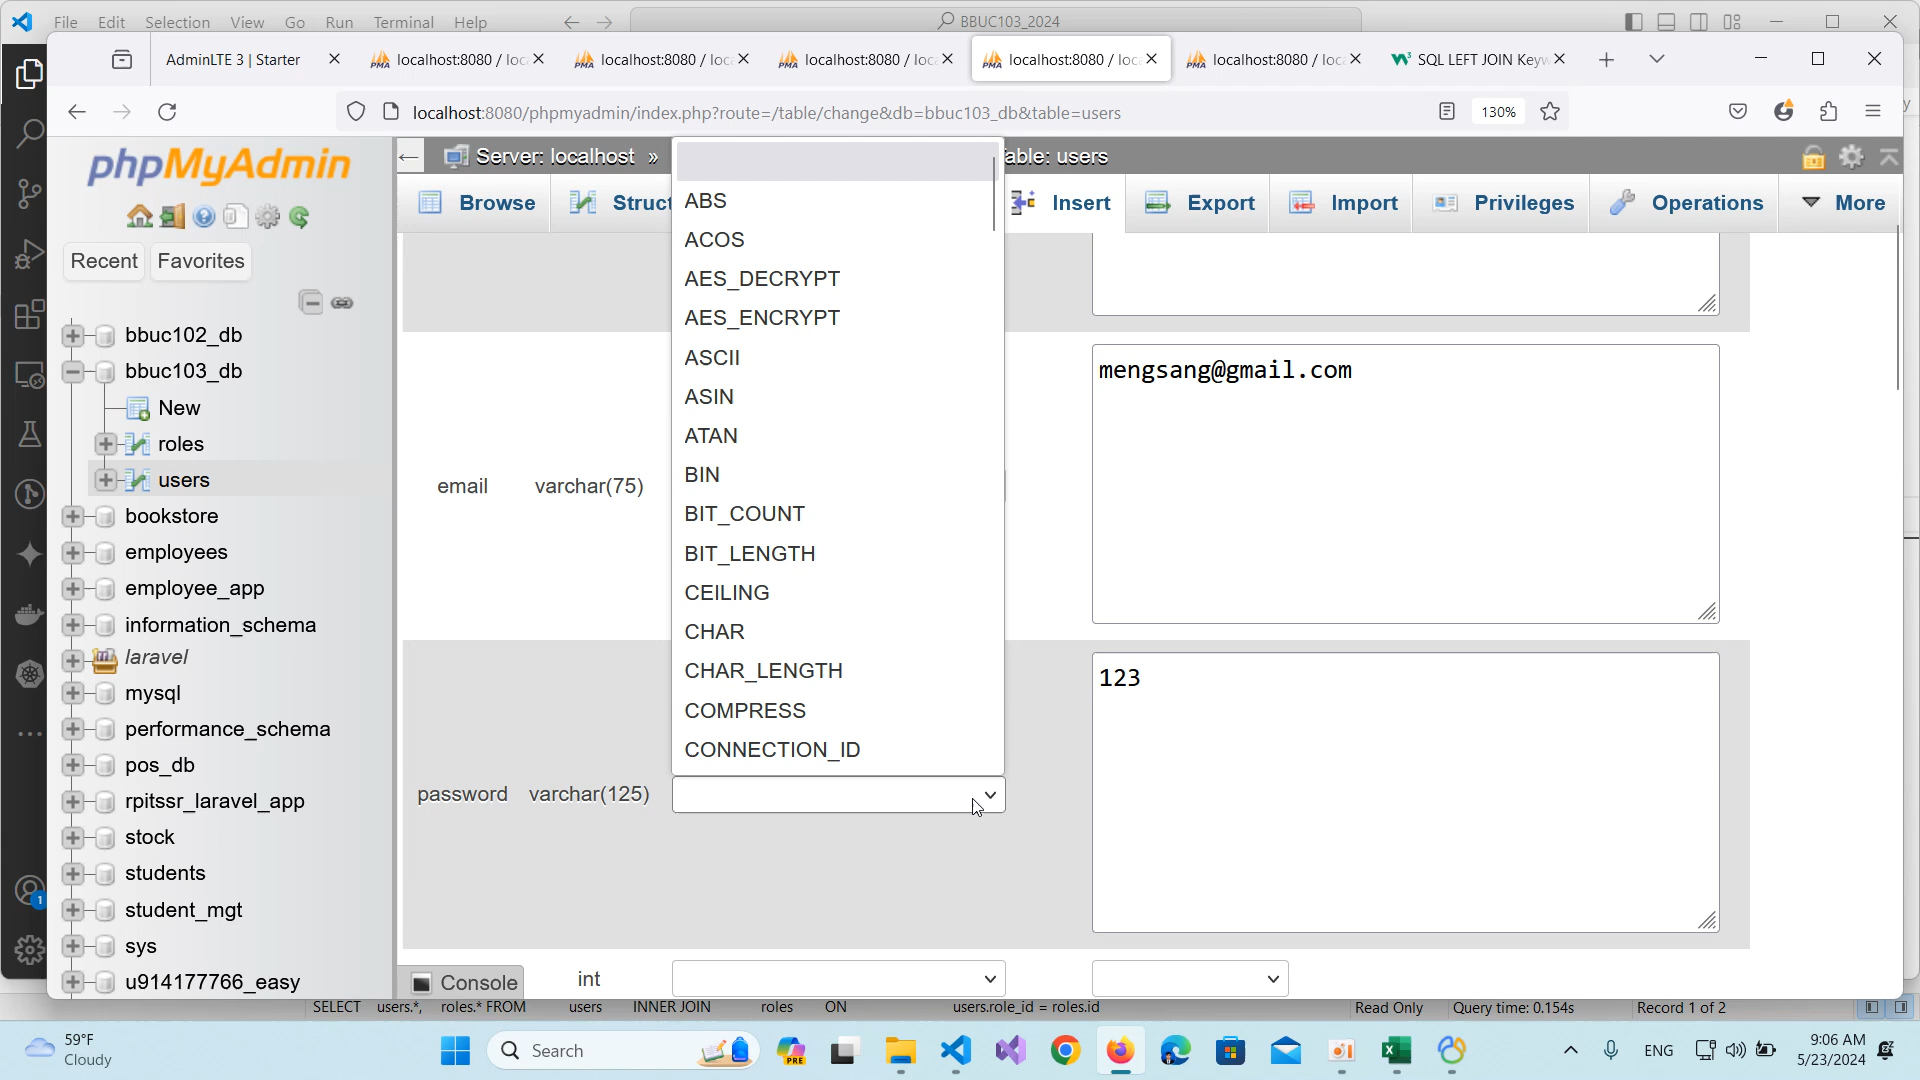 File Edit Selection View Go Run Terminal Help BBUC103_2024
AdminLTE 3 | Starter localhost:8080 / loc localhost:8080 / loc localhost:8080 / loc localhost:8080 / loc localhost:8080 / loc SQL LEFT JOIN Keyw
localhost:8080/phpmyadmin/index.php?route=/table/change&db=bbuc103_db&table=users 130%
phpMyAdmin
Recent Favorites
bbuc102_db
bbuc103_db
New
roles
users
bookstore
employees
employee_app
information_schema
laravel
mysql
performance_schema
pos_db
rpitssr_laravel_app
stock
students
student_mgt
sys
u914177766_easy
Server: localhost » able: users
Browse Struct Insert Export Import Privileges Operations More
ABS
ACOS
AES_DECRYPT
AES_ENCRYPT
ASCII
ASIN
ATAN
BIN
BIT_COUNT
BIT_LENGTH
CEILING
CHAR
CHAR_LENGTH
COMPRESS
CONNECTION_ID
email varchar(75) mengsang@gmail.com
password varchar(125) 123
Console int
SELECT users.*, roles.* FROM users INNER JOIN roles ON users.role_id = roles.id Read Only Query time: 0.154s Record 1 of 2
59°F
Cloudy
Search
PRE
ENG
9:06 AM
5/23/2024
1